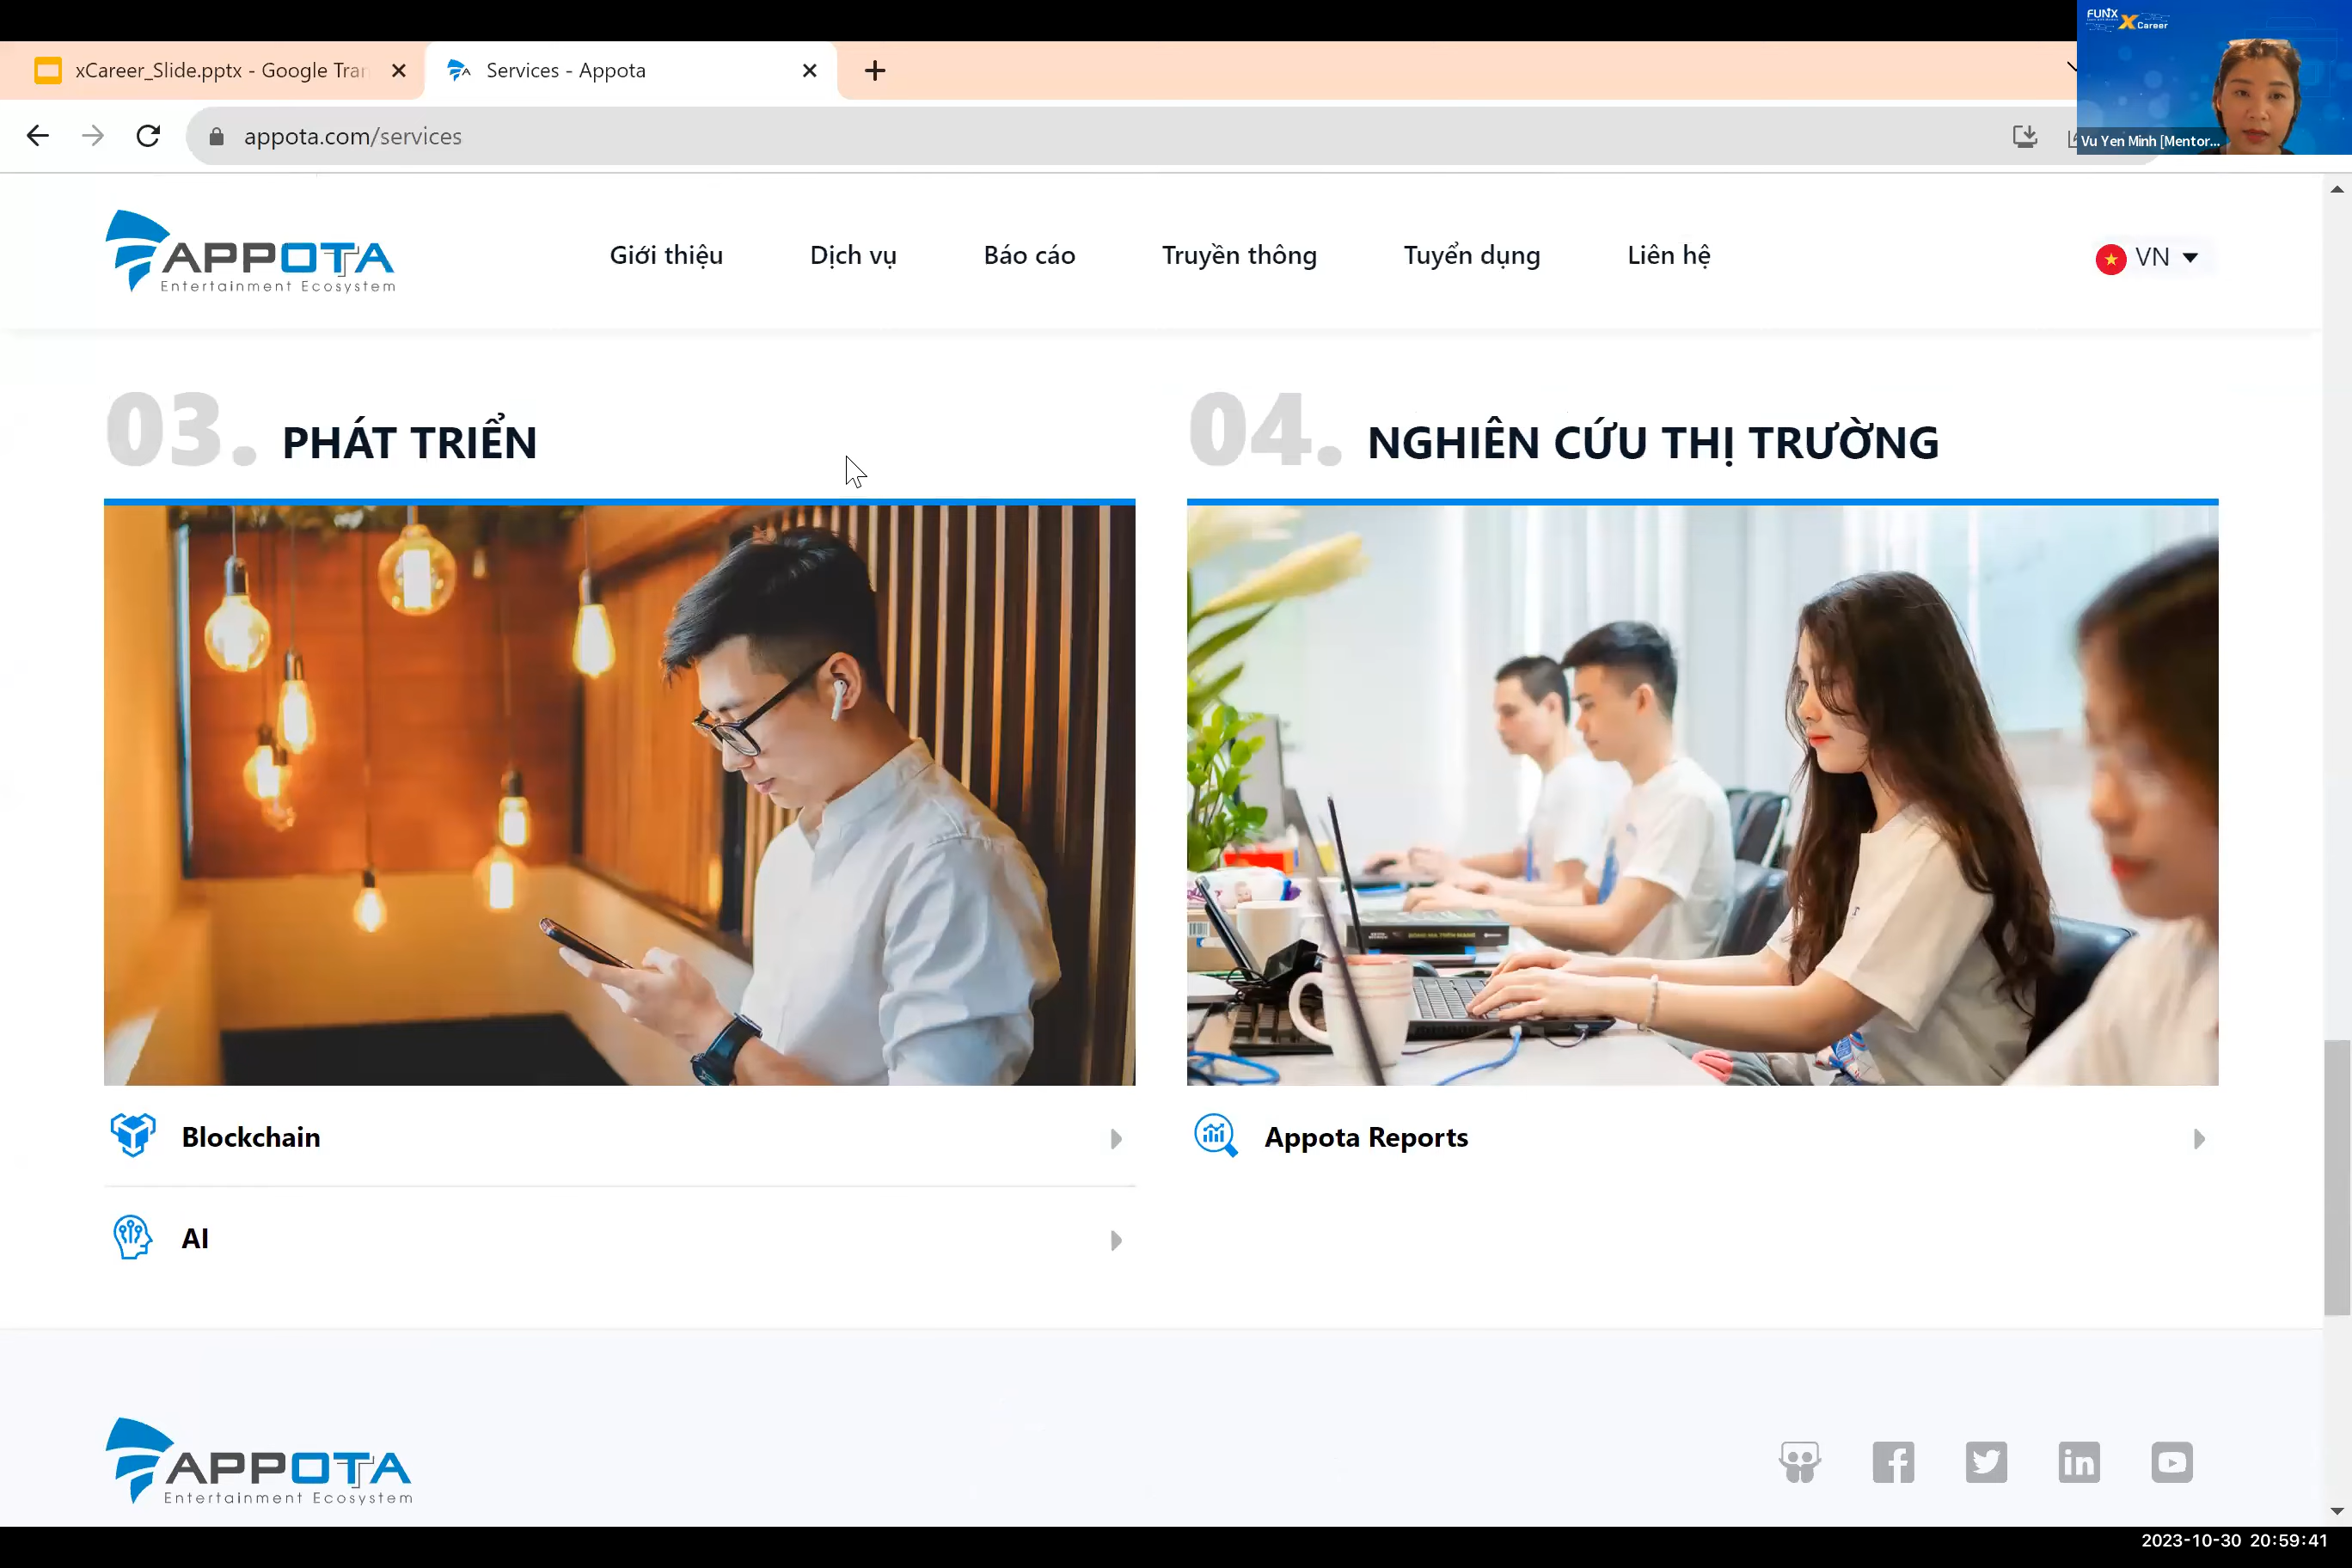 xCareer_Slide.pptx - Google Tran
Services - Appota
FUNiX
X Career
appota.com/services
Vu Yen Minh [Mentor...
APPOTA
Entertainment Ecosystem
Giới thiệu
Dịch vụ
Báo cáo
Truyền thông
Tuyển dụng
Liên hệ
VN
03. PHÁT TRIỂN
04. NGHIÊN CỨU THỊ TRƯỜNG
Blockchain
Appota Reports
AI
APPOTA
Entertainment Ecosystem
2023-10-30 20:59:41